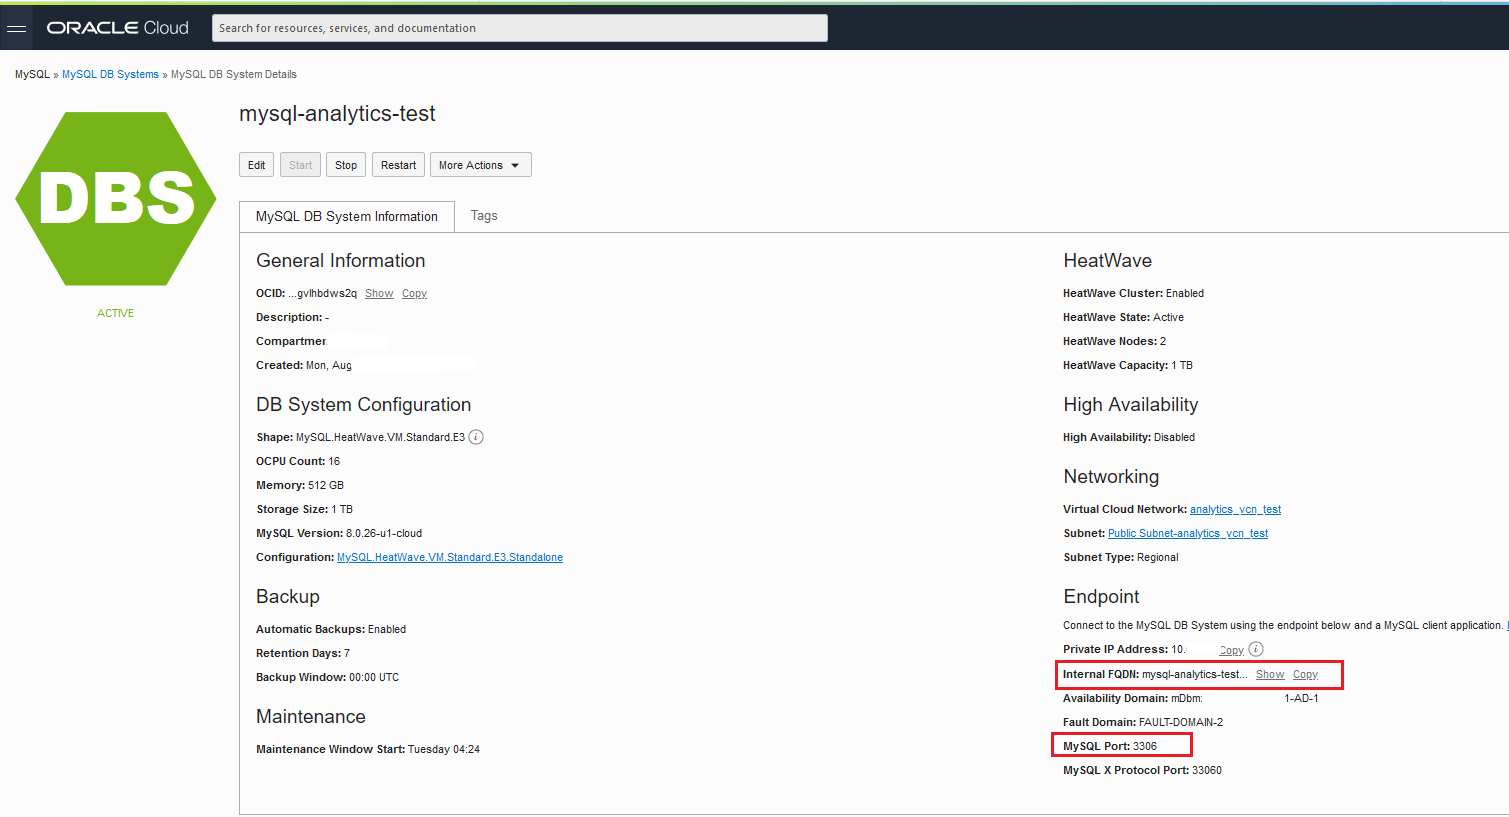 ORACLE Cloud
Search for resources, services, and documentation
MySQL » MySQL DB Systems » MySQL DB System Details
DBS
ACTIVE
mysql-analytics-test
Edit Start Stop Restart More Actions
MySQL DB System Information Tags
General Information
OCID: ...gvlhbdws2q Show Copy
Description: -
Compartmen
Created: Mon, Aug
DB System Configuration
Shape: MySQL.HeatWave.VM.Standard.E3
OCPU Count: 16
Memory: 512 GB
Storage Size: 1 TB
MySQL Version: 8.0.26-u1-cloud
Configuration: MySQL.HeatWave.VM.Standard.E3.Standalone
Backup
Automatic Backups: Enabled
Retention Days: 7
Backup Window: 00:00 UTC
Maintenance
Maintenance Window Start: Tuesday 04:24
HeatWave
HeatWave Cluster: Enabled
HeatWave State: Active
HeatWave Nodes: 2
HeatWave Capacity: 1 TB
High Availability
High Availability: Disabled
Networking
Virtual Cloud Network: analytics_vcn_test
Subnet: Public Subnet-analytics_vcn_test
Subnet Type: Regional
Endpoint
Connect to the MySQL DB System using the endpoint below and a MySQL client application.
Private IP Address: 10. Copy
Internal FQDN: mysql-analytics-test... Show Copy
Availability Domain: mDbm: 1-AD-1
Fault Domain: FAULT-DOMAIN-2
MySQL Port: 3306
MySQL X Protocol Port: 33060